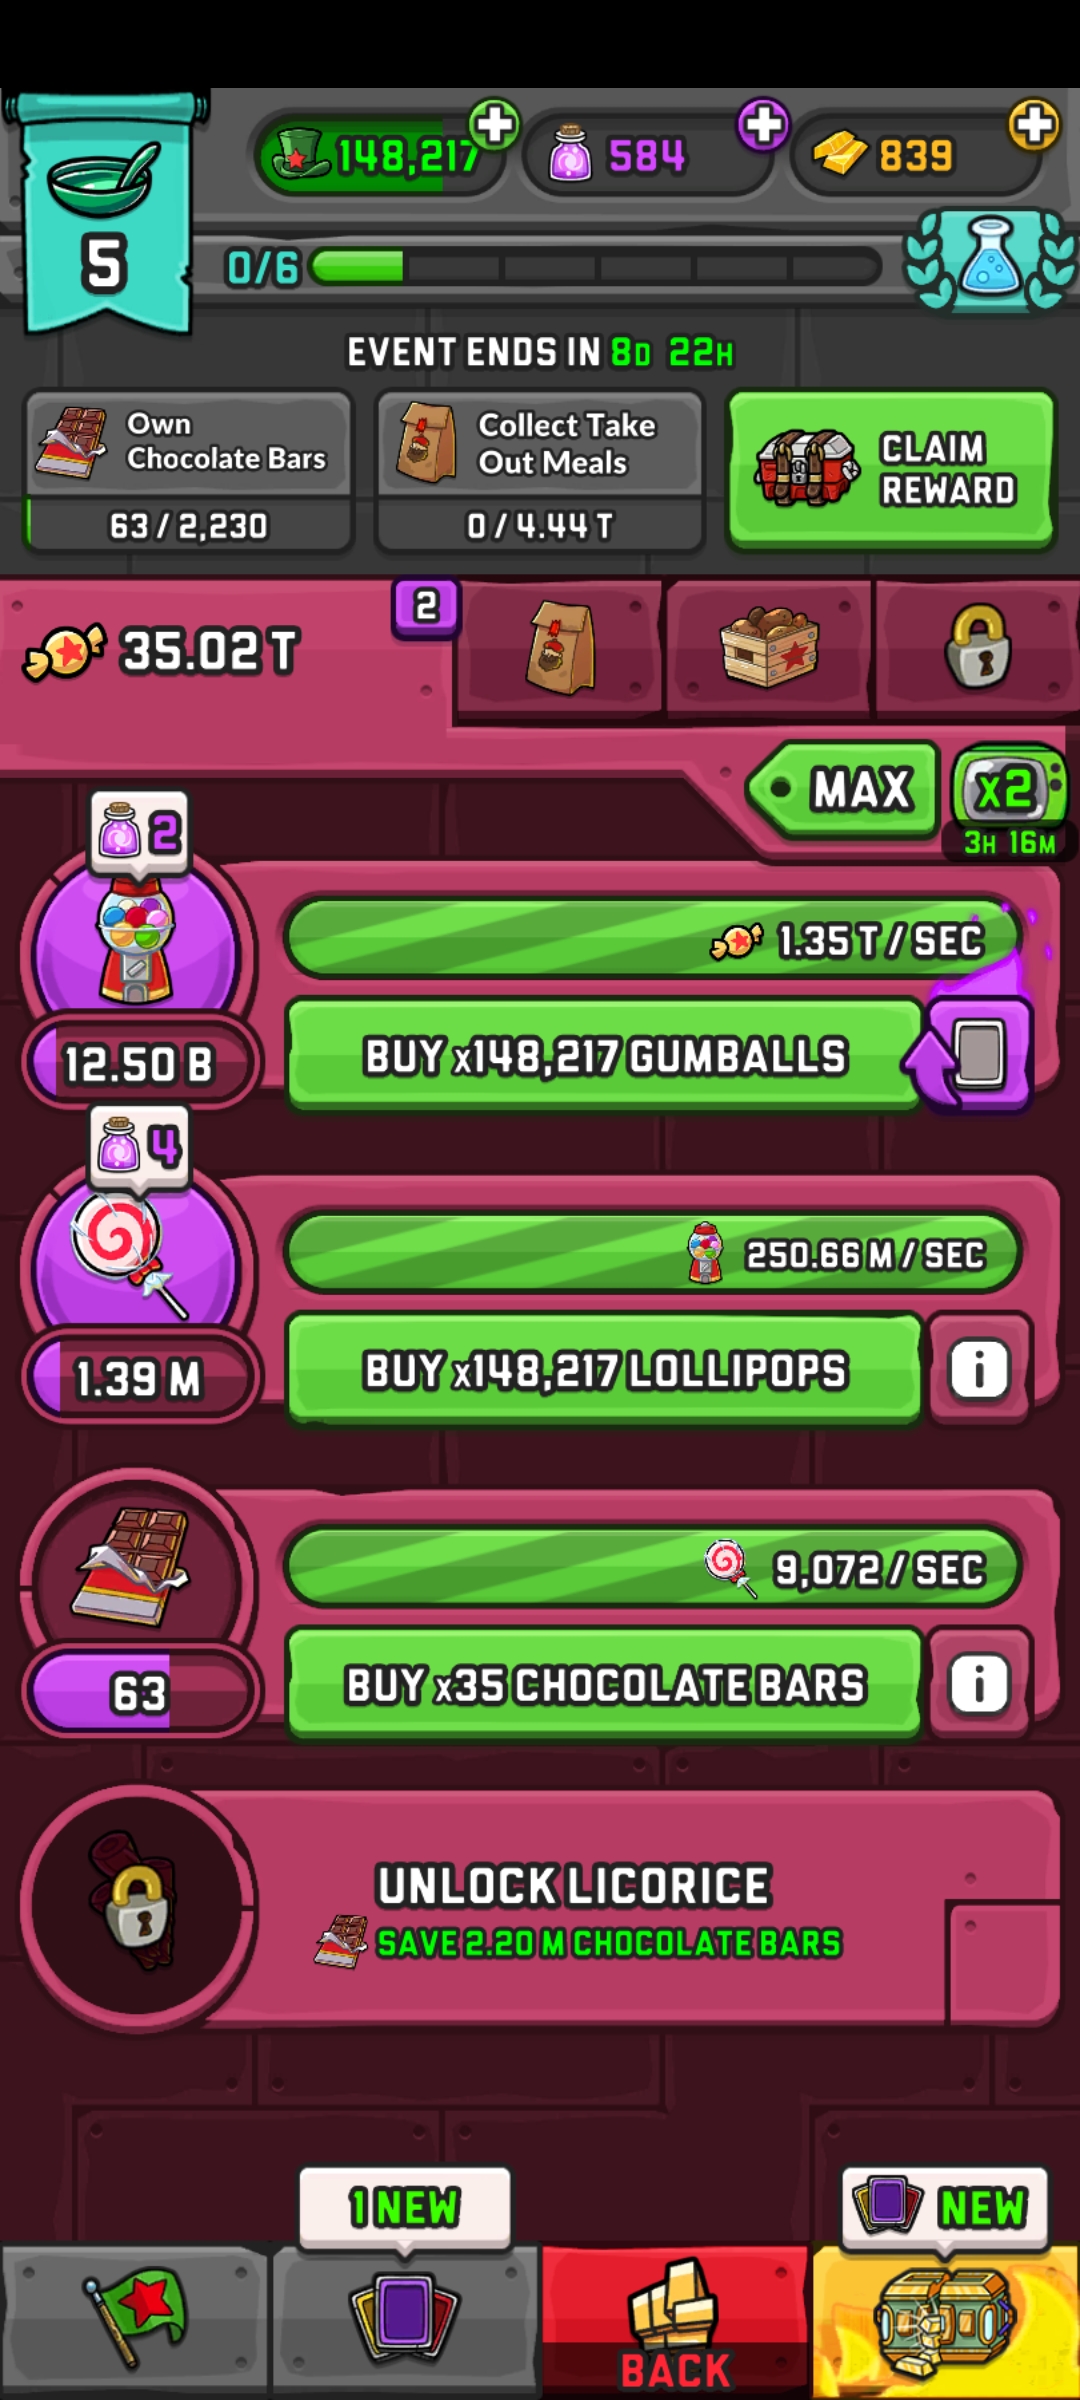 148,217
584
839
5
0/6
EVENT ENDS IN 8D 22H
Own
Chocolate Bars
63 / 2,230
Collect Take
Out Meals
0 / 4.44 T
CLAIM
REWARD
35.02 T
2
MAX
x2
3H 16M
2
1.35 T / SEC
12.50 B
BUY x148,217 GUMBALLS
4
250.66 M / SEC
1.39 M
BUY x148,217 LOLLIPOPS
i
9,072 / SEC
63
BUY x35 CHOCOLATE BARS
i
UNLOCK LICORICE
SAVE 2.20 M CHOCOLATE BARS
1 NEW
NEW
BACK